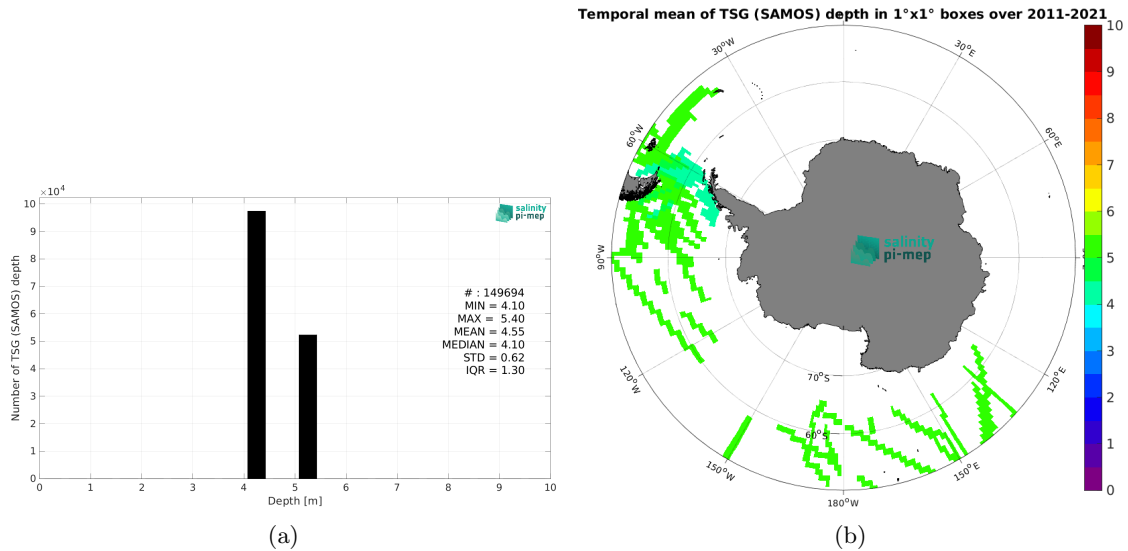 ×10⁴
10
9
8
7
6
5
4
3
2
1
0
Number of TSG (SAMOS) depth
salinity
pi-mep
# : 149694
MIN = 4.10
MAX = 5.40
MEAN = 4.55
MEDIAN = 4.10
STD = 0.62
IQR = 1.30
0 1 2 3 4 5 6 7 8 9 10
Depth [m]
(a)
Temporal mean of TSG (SAMOS) depth in 1°x1° boxes over 2011-2021
30°W
30°E
60°W
60°E
90°W
salinity
pi-mep
120°W
120°E
70°S
60°S
150°W
150°E
180°W
10
9
8
7
6
5
4
3
2
1
0
(b)